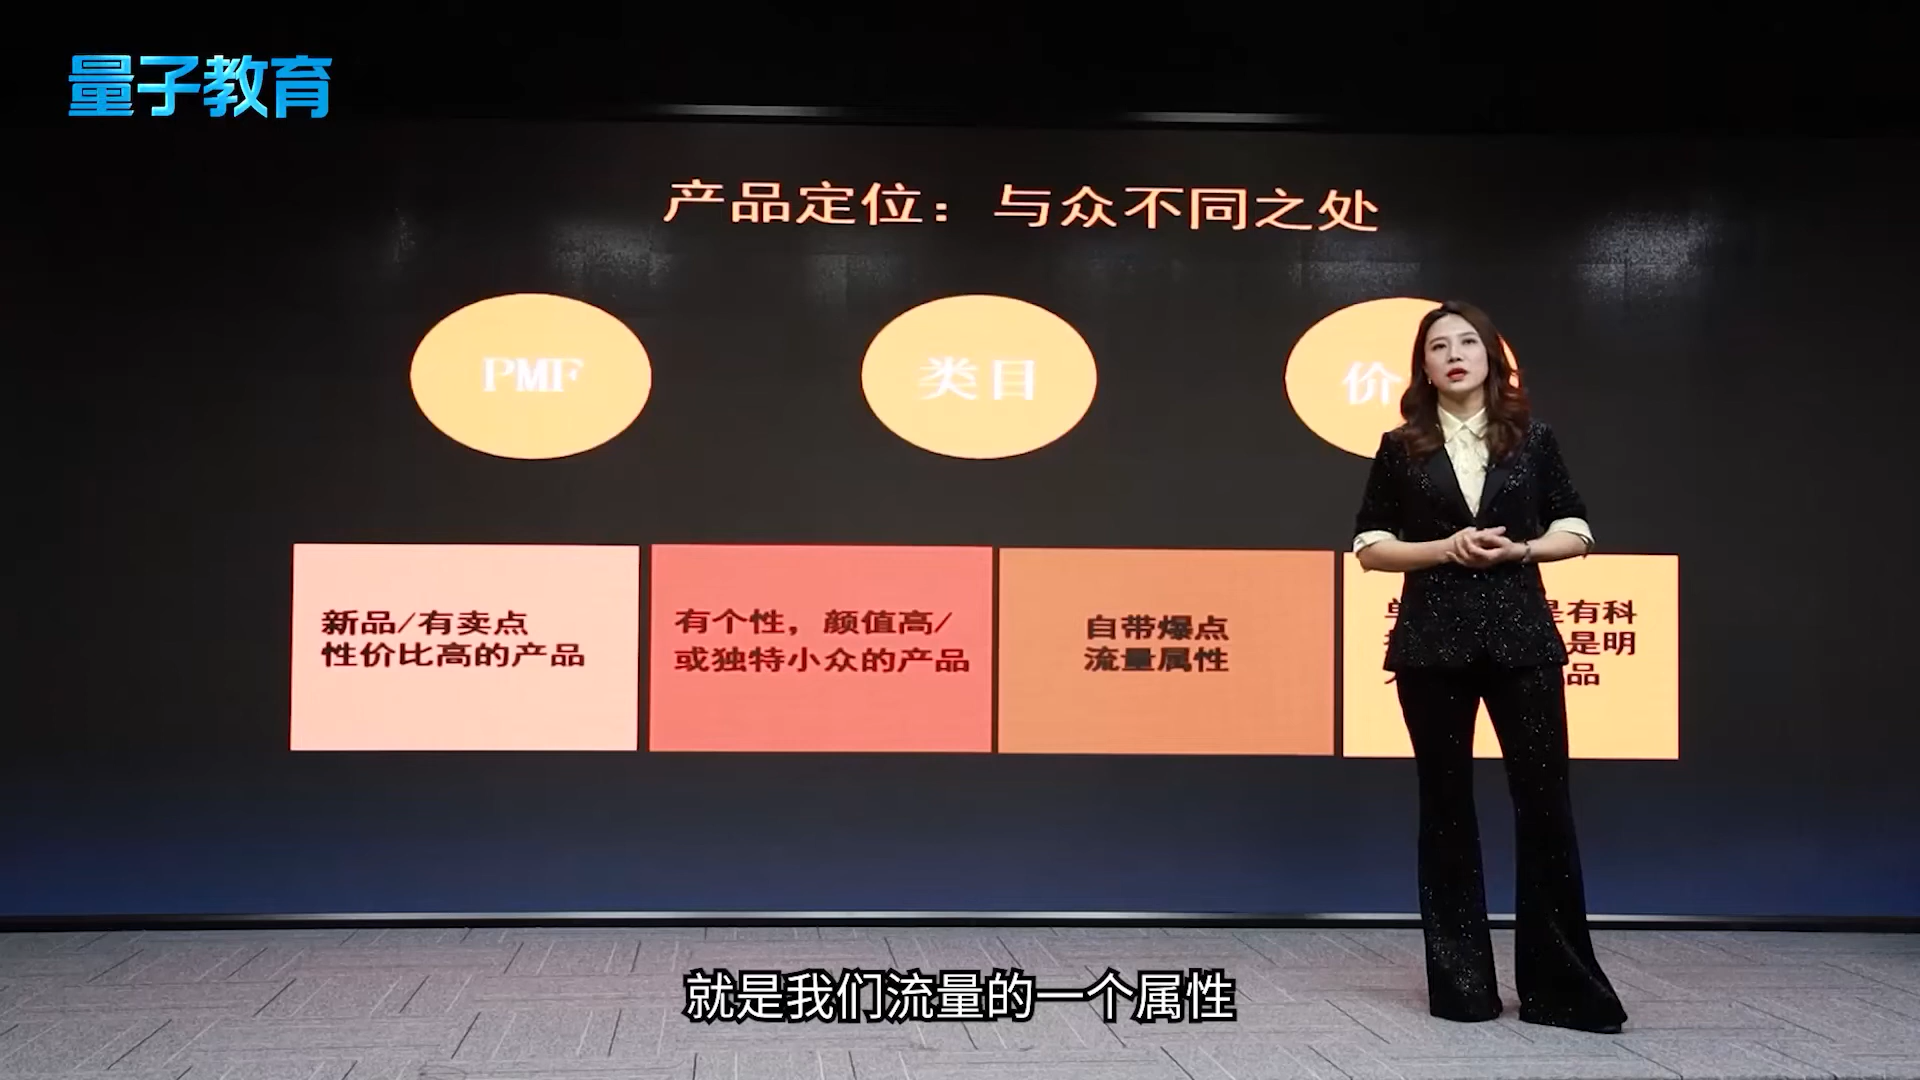 量子教育
产品定位：与众不同之处
PMF
类目
价
新品/有卖点
性价比高的产品
有个性，颜值高/
或独特小众的产品
自带爆点
流量属性
是有科
是明
品
就是我们流量的一个属性